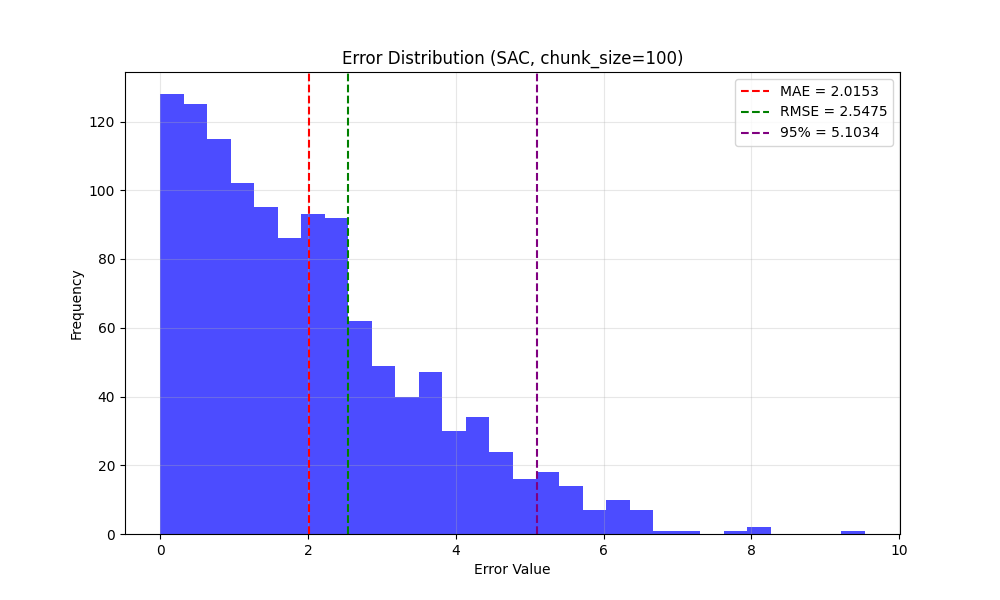 Error Distribution (SAC, chunk_size=100)
MAE = 2.0153
RMSE = 2.5475
95% = 5.1034
Frequency
120
100
80
60
40
20
0
0 2 4 6 8 10
Error Value